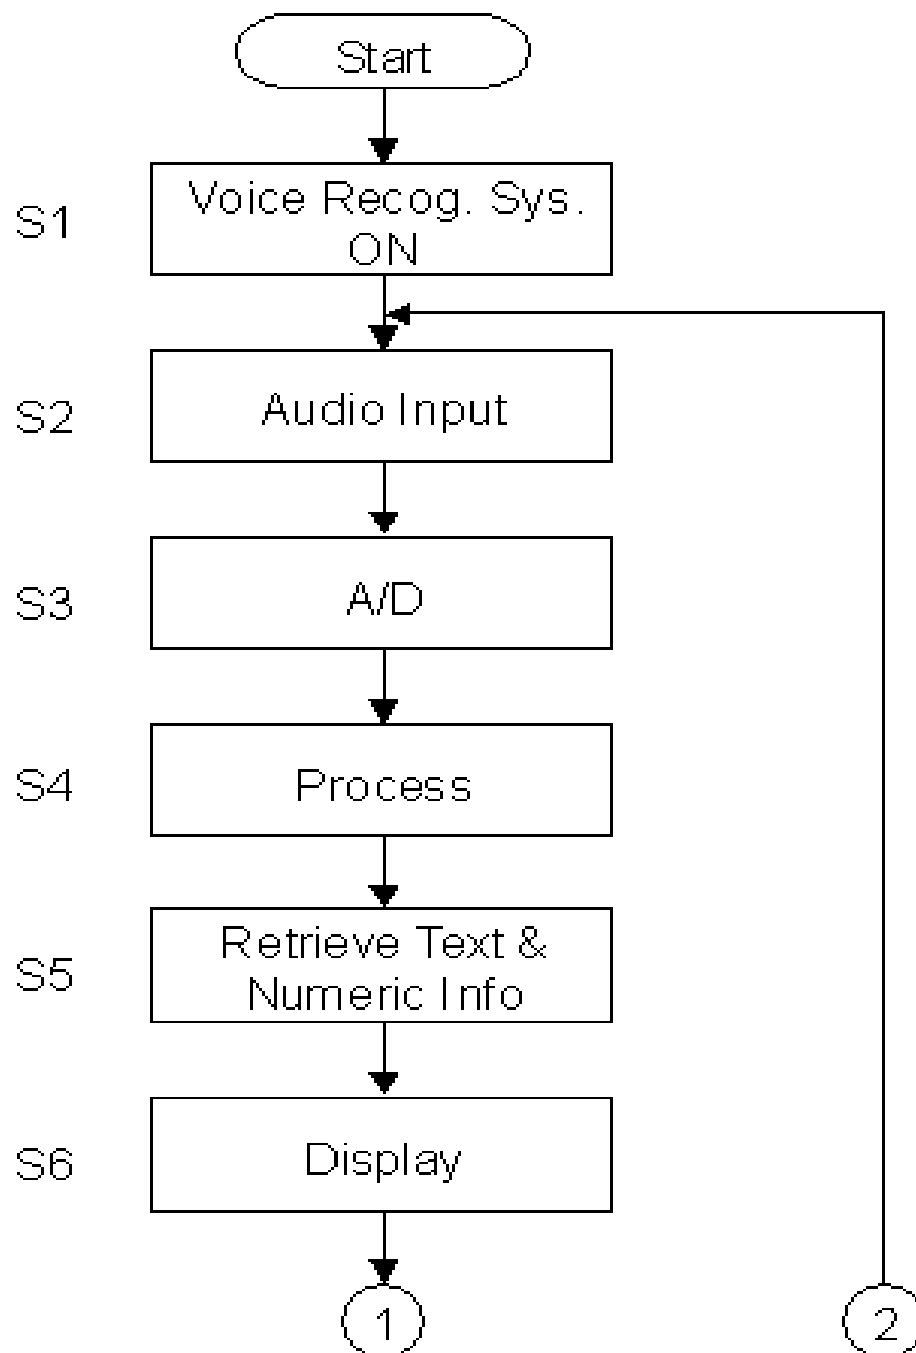 Start
S1
Voice Recog. Sys.
ON
S2
Audio Input
S3
A/D
S4
Process
S5
Retrieve Text &
Numeric Info
S6
Display
1
2